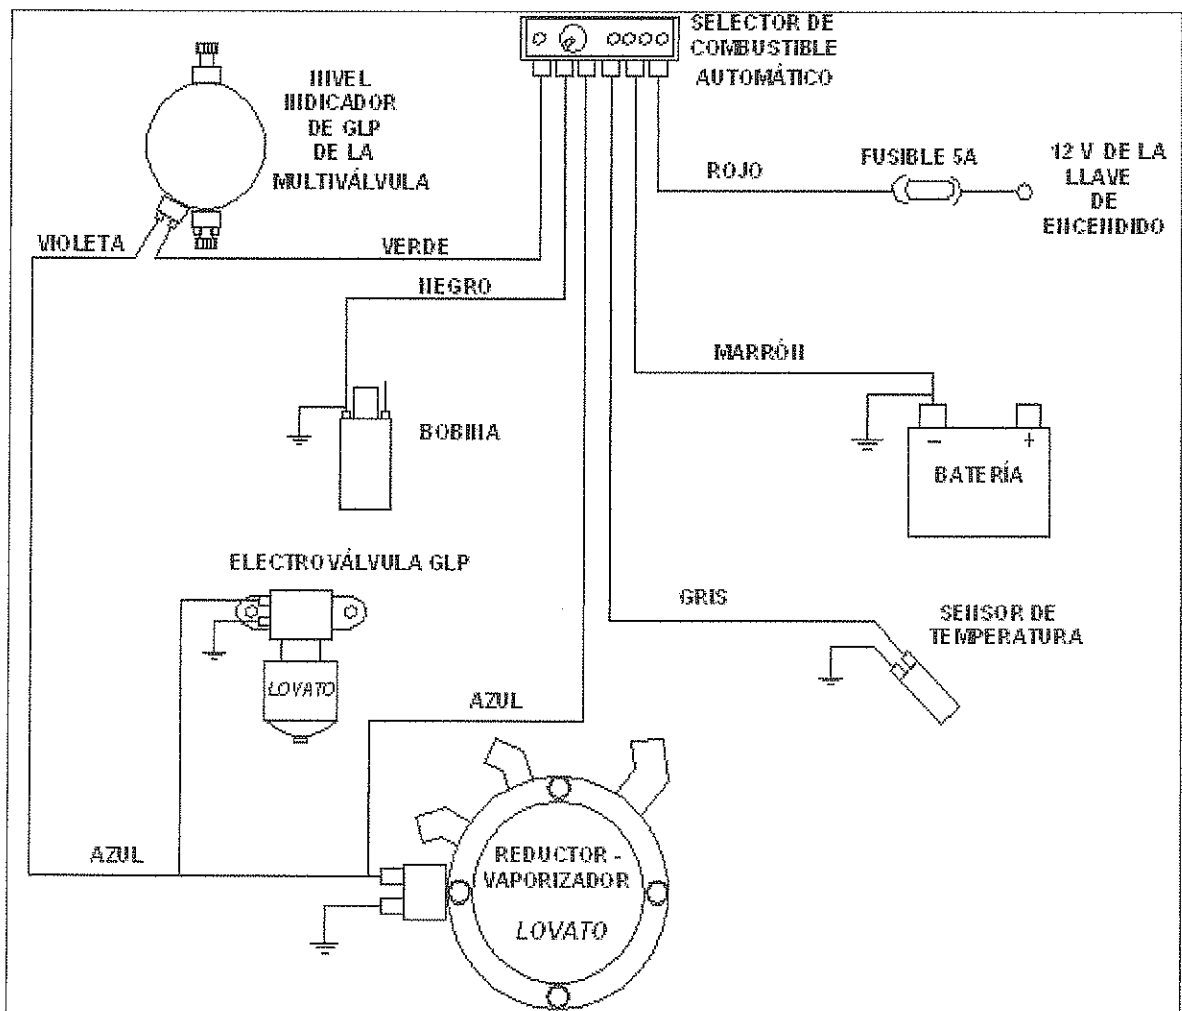 SELECTOR DE
COMBUSTIBLE
AUTOMÁTICO
NIVEL
INDICADOR
DE GLP
DE LA
MULTIVÁLVULA
FUSIBLE 5A
12 V DE LA
LLAVE
DE
ENCENDIDO
ROJO
VIOLETA
VERDE
NEGRO
MARRÓN
BOBINA
- +
BATERÍA
ELECTROVÁLVULA GLP
GRIS
SENSOR DE
TEMPERATURA
LOVATO
AZUL
AZUL
REDUCTOR -
VAPORIZADOR
LOVATO